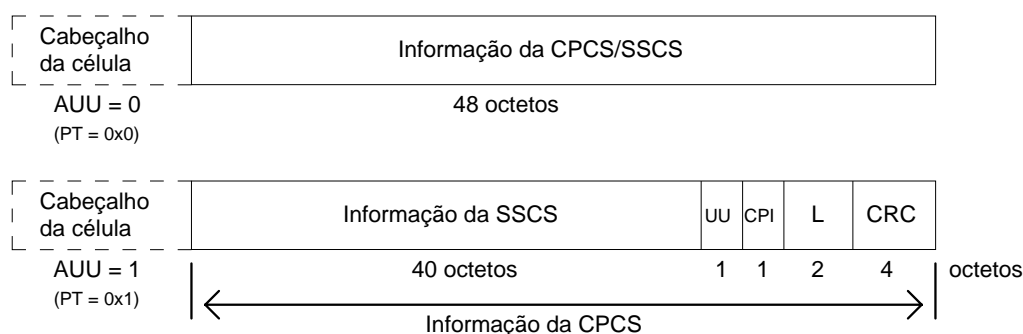 Cabeçalho
da célula
Informação da CPCS/SSCS
AUU = 0
(PT = 0x0)
48 octetos
Cabeçalho
da célula
Informação da SSCS
UU
CPI
L
CRC
AUU = 1
(PT = 0x1)
40 octetos
1
1
2
4
octetos
Informação da CPCS